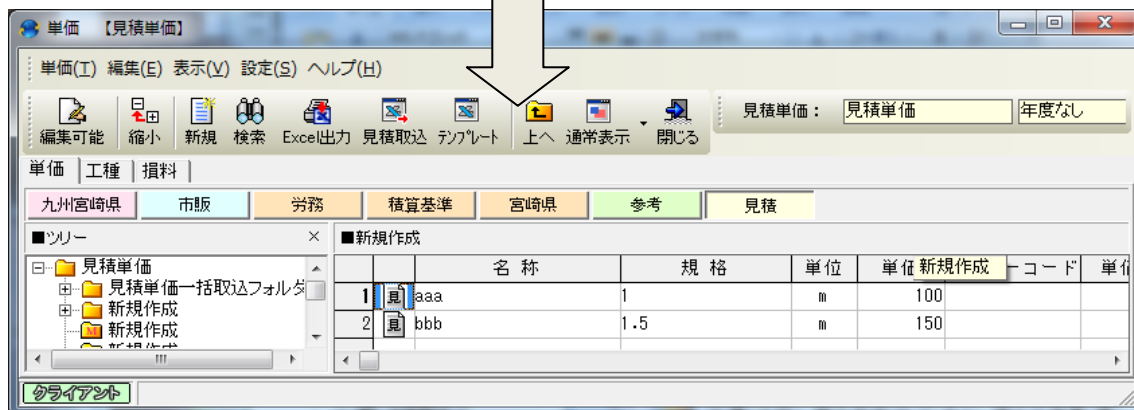 単価 【見積単価】
単価(T) 編集(E) 表示(V) 設定(S) ヘルプ(H)
編集可能 縮小 新規 検索 Excel出力 見積取込 テンプレート 上へ 通常表示 閉じる 見積単価： 見積単価 年度なし
単価 工種 損料
九州宮崎県 市販 労務 積算基準 宮崎県 参考 見積
■ツリー × ■新規作成
名 称 規 格 単位 単価 新規作成 ーコード 単価
見積単価
見積単価一括取込フォルダ
新規作成
新規作成
新規作成
1 見 aaa 1 m 100
2 見 bbb 1.5 m 150
クライアント